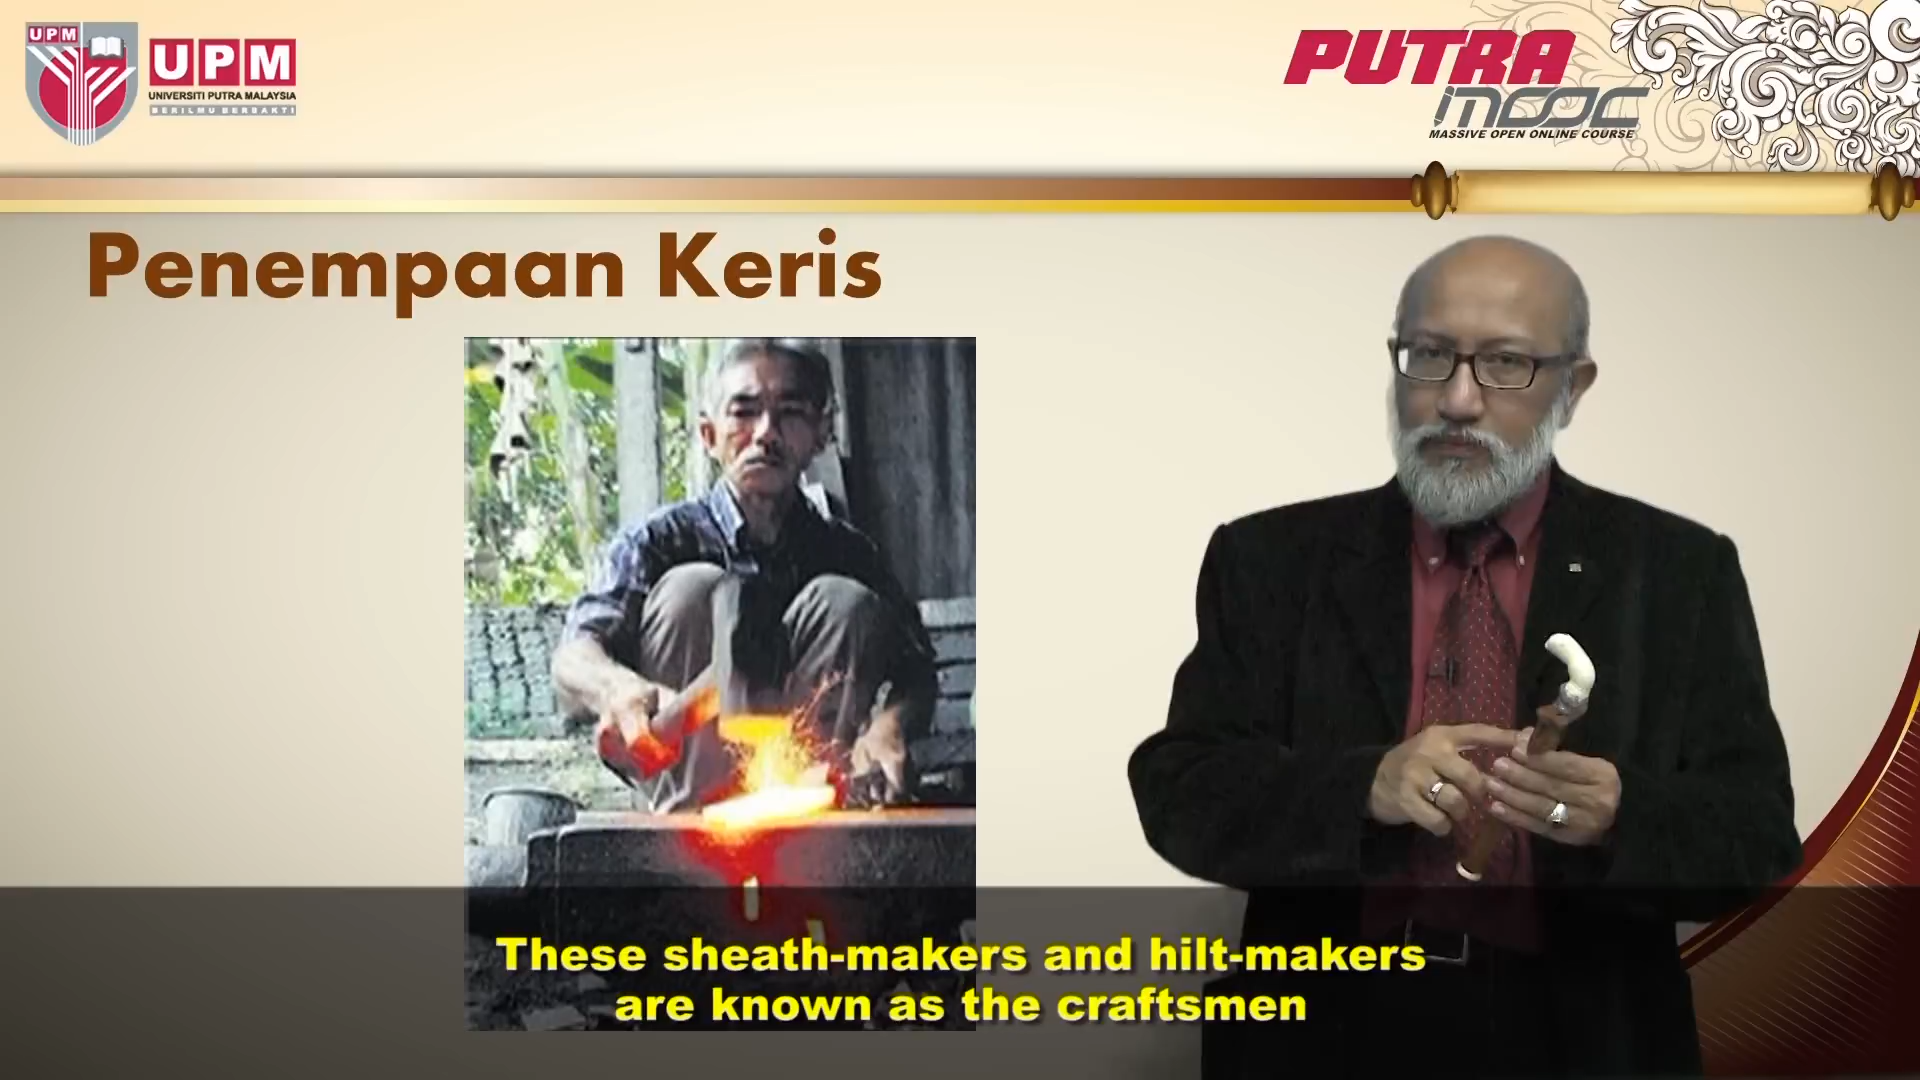 UPM
UPM
UNIVERSITI PUTRA MALAYSIA
BERILMU BERBAKTI
PUTRA
MOOC
MASSIVE OPEN ONLINE COURSE
Penempaan Keris
These sheath-makers and hilt-makers
are known as the craftsmen